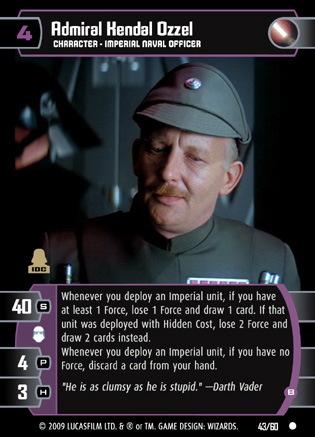 4
Admiral Kendal Ozzel
CHARACTER - IMPERIAL NAVAL OFFICER
IDC
40 S
4 P
3 H
Whenever you deploy an Imperial unit, if you have
at least 1 Force, lose 1 Force and draw 1 card. If that
unit was deployed with Hidden Cost, lose 2 Force and
draw 2 cards instead.
Whenever you deploy an Imperial unit, if you have no
Force, discard a card from your hand.
"He is as clumsy as he is stupid." —Darth Vader
B
© 2009 LUCASFILM LTD. & ® or TM. GAME DESIGN: WIZARDS.
43/60